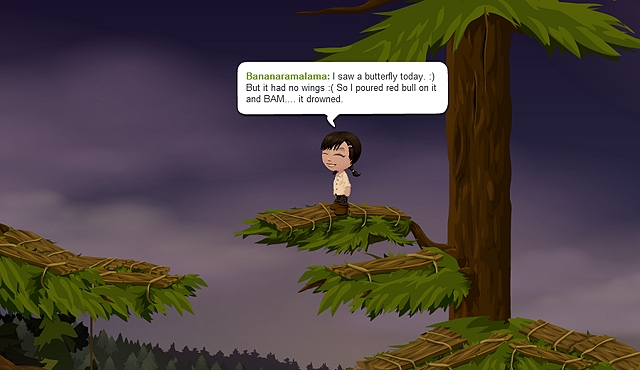 Bananaramalama: I saw a butterfly today. :)
But it had no wings :( So I poured red bull on it
and BAM.... it drowned.